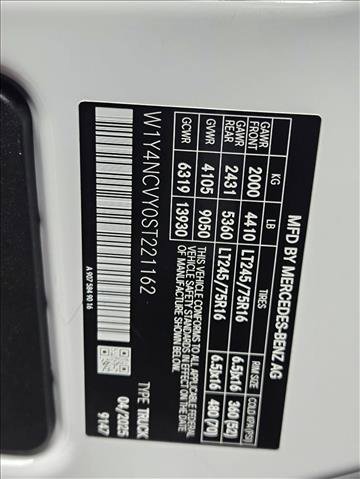 MFD BY MERCEDES-BENZ AG
KG LB TIRES RIM SIZE COLD KPA (PSI)
GAWR FRONT 2000 4410 LT245/75R16 6.5Jx16 360 (52)
GAWR REAR 2431 5360 LT245/75R16 6.5Jx16 480 (70)
GVWR 4105 9050
GCWR 6319 13930
THIS VEHICLE CONFORMS TO ALL APPLICABLE FEDERAL
MOTOR VEHICLE SAFETY STANDARDS IN EFFECT ON THE
DATE OF MANUFACTURE SHOWN BELOW.
W1Y4NCVY0ST221162
TYPE TRUCK
04/2025
9147
A 907 584 90 16